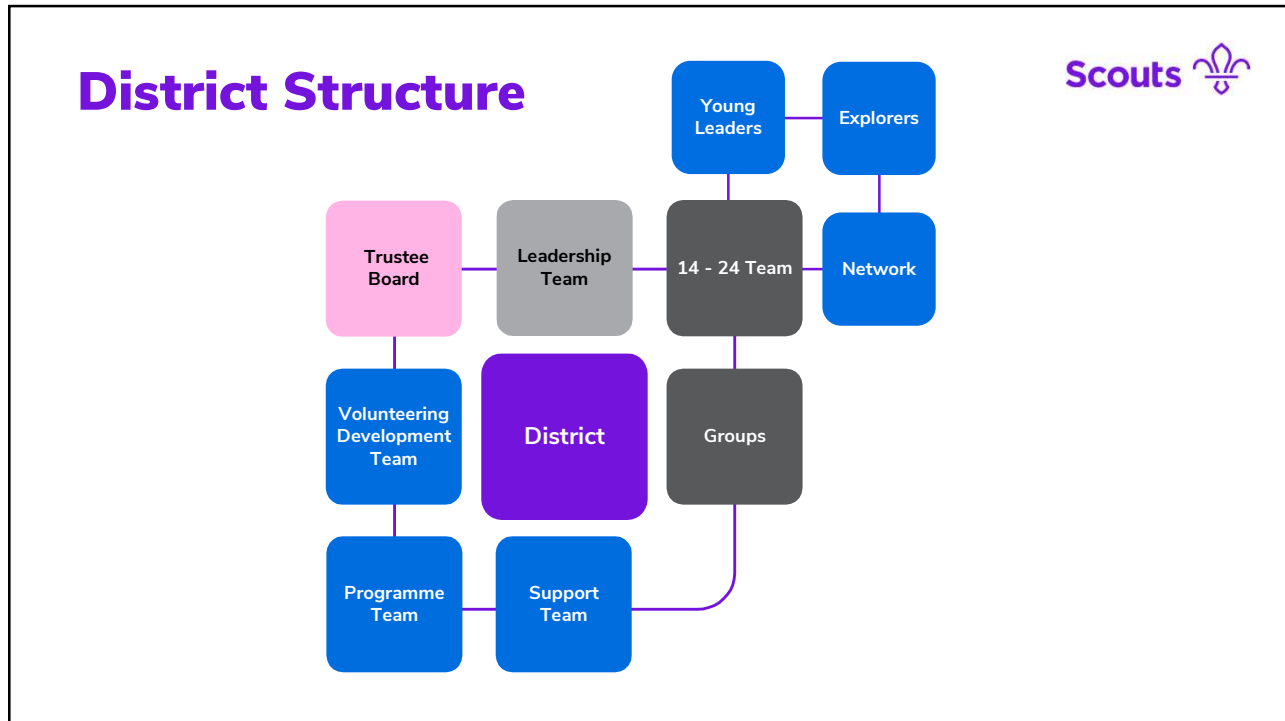 District Structure
Scouts
Young
Leaders
Explorers
Trustee
Board
Leadership
Team
14 - 24 Team
Network
Volunteering
Development
Team
District
Groups
Programme
Team
Support
Team